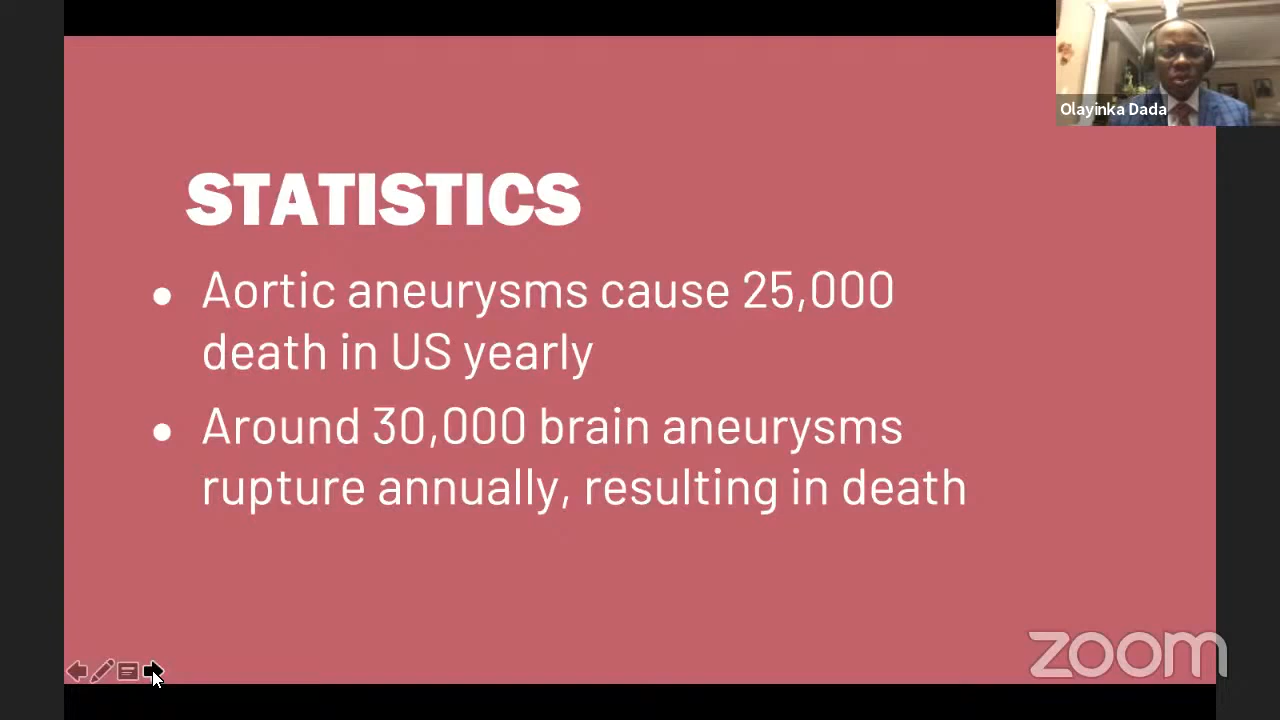 Olayinka Dada
STATISTICS
● Aortic aneurysms cause 25,000
death in US yearly
● Around 30,000 brain aneurysms
rupture annually, resulting in death
zoom